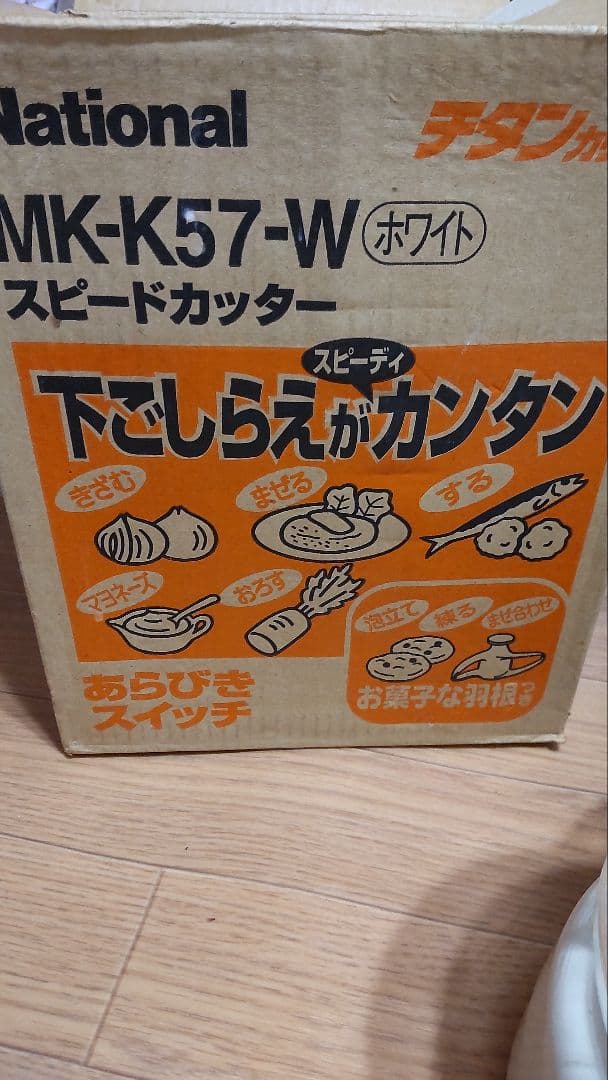 National
チタンカ
MK-K57-W ホワイト
スピードカッター
スピーディ
下ごしらえがカンタン
きざむ
まぜる
する
マヨネーズ
おろす
泡立て
練る
まぜ合わせ
お菓子な羽根つき
あらびき
スイッチ